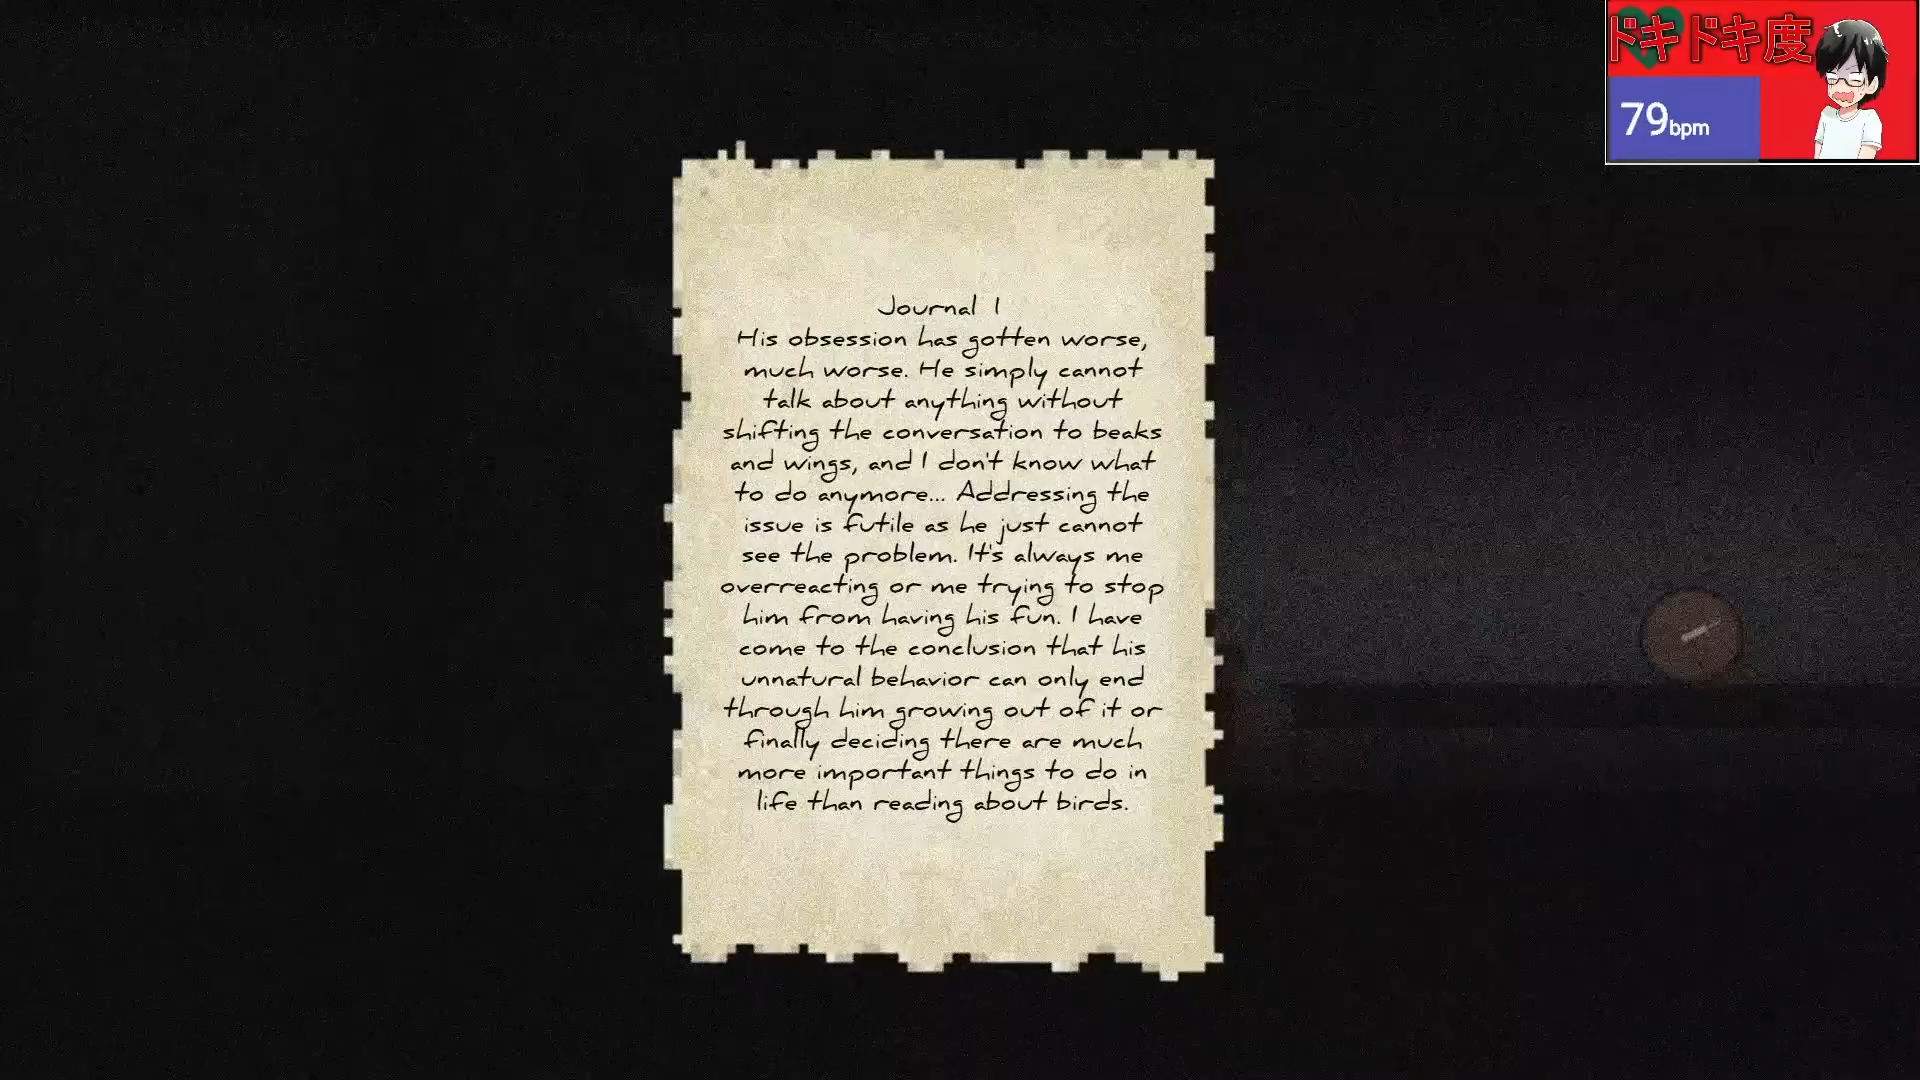 ドキドキ度
79bpm
Journal 1
His obsession has gotten worse,
much worse. He simply cannot
talk about anything without
shifting the conversation to beaks
and wings, and I don't know what
to do anymore... Addressing the
issue is futile as he just cannot
see the problem. It's always me
overreacting or me trying to stop
him from having his fun. I have
come to the conclusion that his
unnatural behavior can only end
through him growing out of it or
finally deciding there are much
more important things to do in
life than reading about birds.